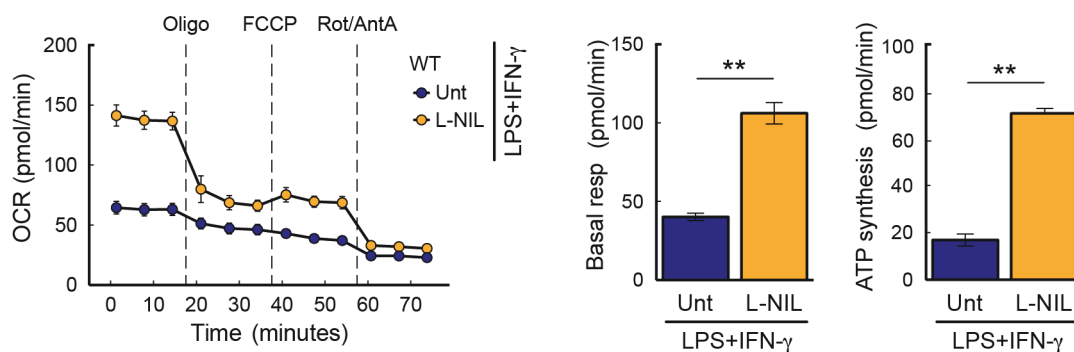 Oligo FCCP Rot/AntA
200
150
100
50
0
OCR (pmol/min)
0 10 20 30 40 50 60 70
Time (minutes)
WT
Unt
L-NIL
LPS+IFN-γ
150
100
50
0
Basal resp (pmol/min)
**
Unt L-NIL
LPS+IFN-γ
100
80
60
40
20
0
ATP synthesis (pmol/min)
**
Unt L-NIL
LPS+IFN-γ